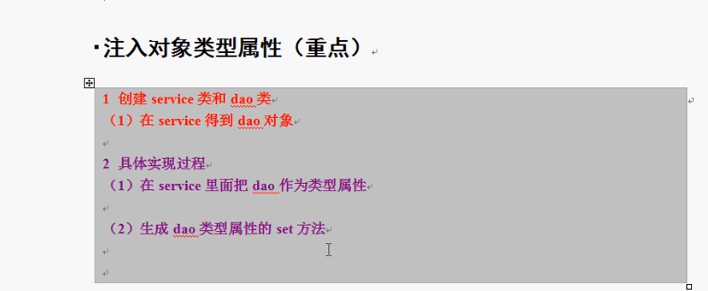 ·注入对象类型属性（重点）
1 创建 service 类和 dao 类
（1）在 service 得到 dao 对象
2 具体实现过程
（1）在 service 里面把 dao 作为类型属性
（2）生成 dao 类型属性的 set 方法